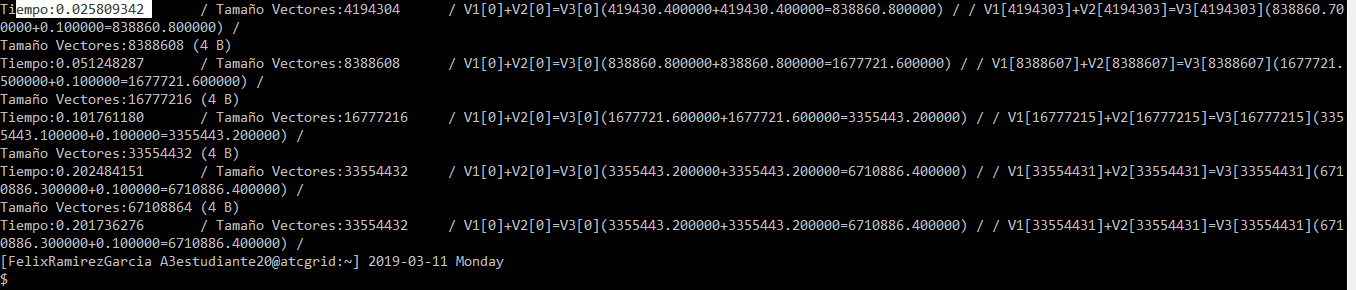 Tiempo:0.025809342       / Tamaño Vectores:4194304      / V1[0]+V2[0]=V3[0](419430.400000+419430.400000=838860.800000) / / V1[4194303]+V2[4194303]=V3[4194303](838860.70
0000+0.100000=838860.800000) /
Tamaño Vectores:8388608 (4 B)
Tiempo:0.051248287       / Tamaño Vectores:8388608      / V1[0]+V2[0]=V3[0](838860.800000+838860.800000=1677721.600000) / / V1[8388607]+V2[8388607]=V3[8388607](1677721.
500000+0.100000=1677721.600000) /
Tamaño Vectores:16777216 (4 B)
Tiempo:0.101761180       / Tamaño Vectores:16777216     / V1[0]+V2[0]=V3[0](1677721.600000+1677721.600000=3355443.200000) / / V1[16777215]+V2[16777215]=V3[16777215](335
5443.100000+0.100000=3355443.200000) /
Tamaño Vectores:33554432 (4 B)
Tiempo:0.202484151       / Tamaño Vectores:33554432     / V1[0]+V2[0]=V3[0](3355443.200000+3355443.200000=6710886.400000) / / V1[33554431]+V2[33554431]=V3[33554431](671
0886.300000+0.100000=6710886.400000) /
Tamaño Vectores:67108864 (4 B)
Tiempo:0.201736276       / Tamaño Vectores:33554432     / V1[0]+V2[0]=V3[0](3355443.200000+3355443.200000=6710886.400000) / / V1[33554431]+V2[33554431]=V3[33554431](671
0886.300000+0.100000=6710886.400000) /
[FelixRamirezGarcia A3estudiante20@atcgrid:~] 2019-03-11 Monday
$